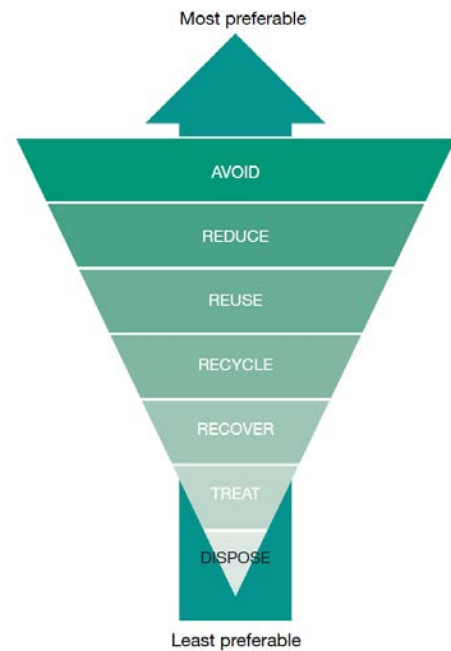 Most preferable
AVOID
REDUCE
REUSE
RECYCLE
RECOVER
TREAT
DISPOSE
Least preferable